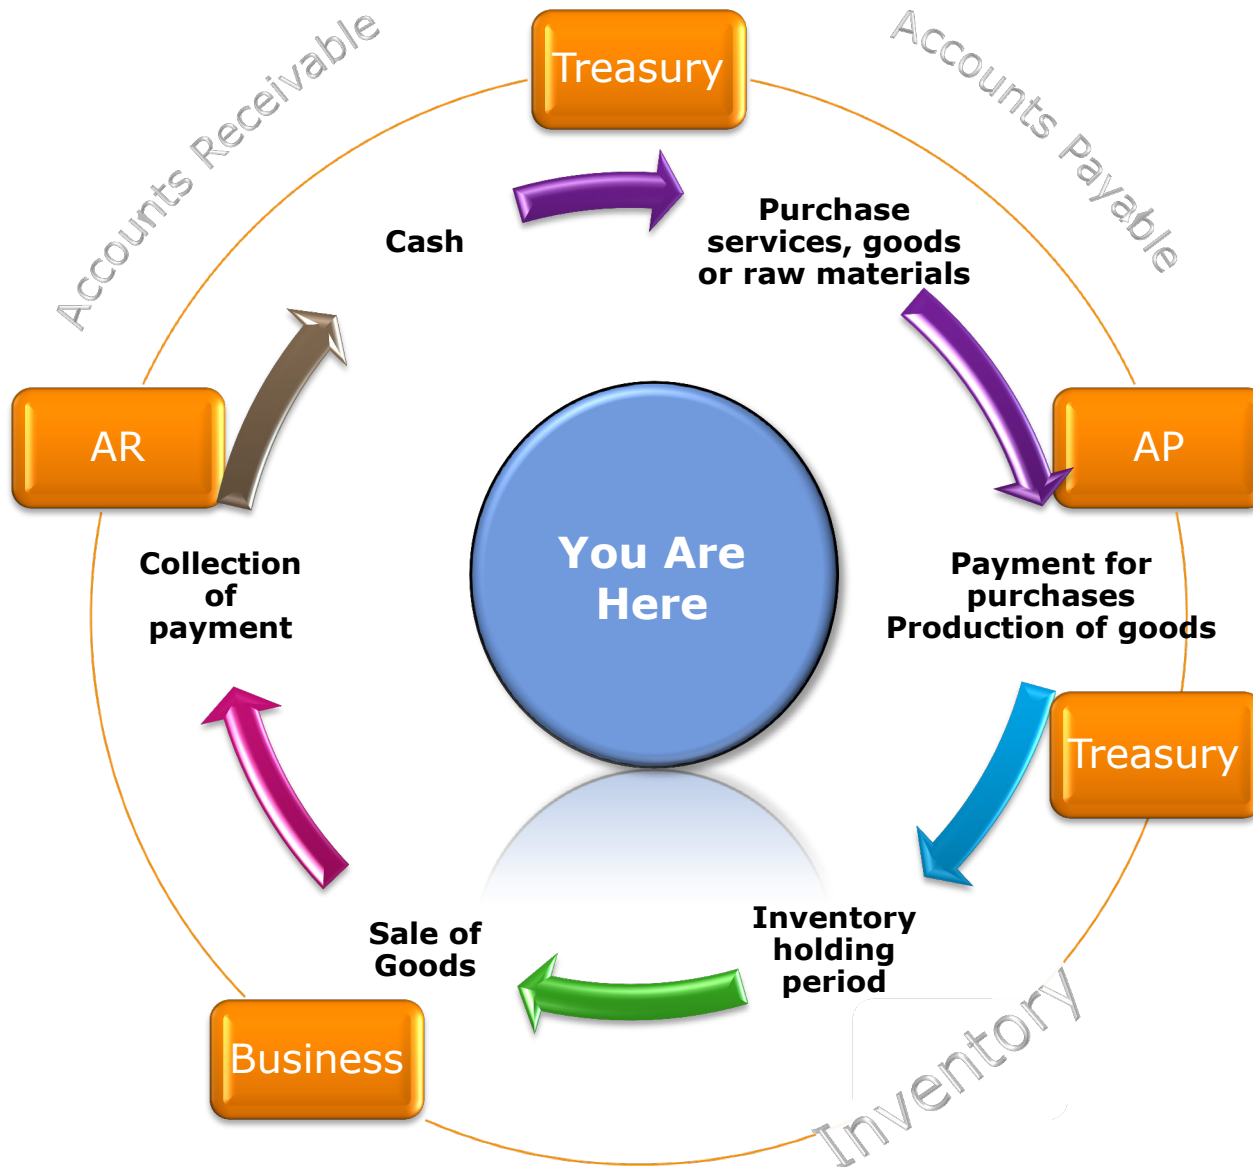 Accounts Receivable
Treasury
Accounts Payable
Cash
Purchase
services, goods
or raw materials
AR
AP
You Are
Here
Collection
of
payment
Payment for
purchases
Production of goods
Treasury
Sale of
Goods
Inventory
holding
period
Business
Inventory